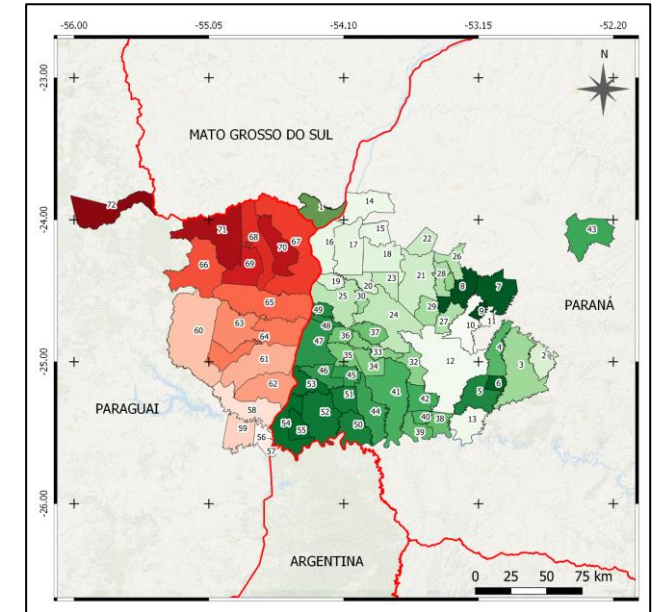 -56.00 -55.05 -54.10 -53.15 -52.20
-23.00
N
MATO GROSSO DO SUL
72 1 14
-24.00
71 68 67 15 43
70 16 17 22
66 69 18 26
19 20 23 21 28 8 7
65 25 30
49 24 29 9
60 63 48 27 10 11
64 47 36 37
-25.00
61 35 33 32 12 4 2
34 3
62 53 46 45 41 6
51 42 5
58 54 52 44 40 38 13
59 56 55 50 39
57
PARANÁ
PARAGUAI
-26.00
ARGENTINA
0 25 50 75 km